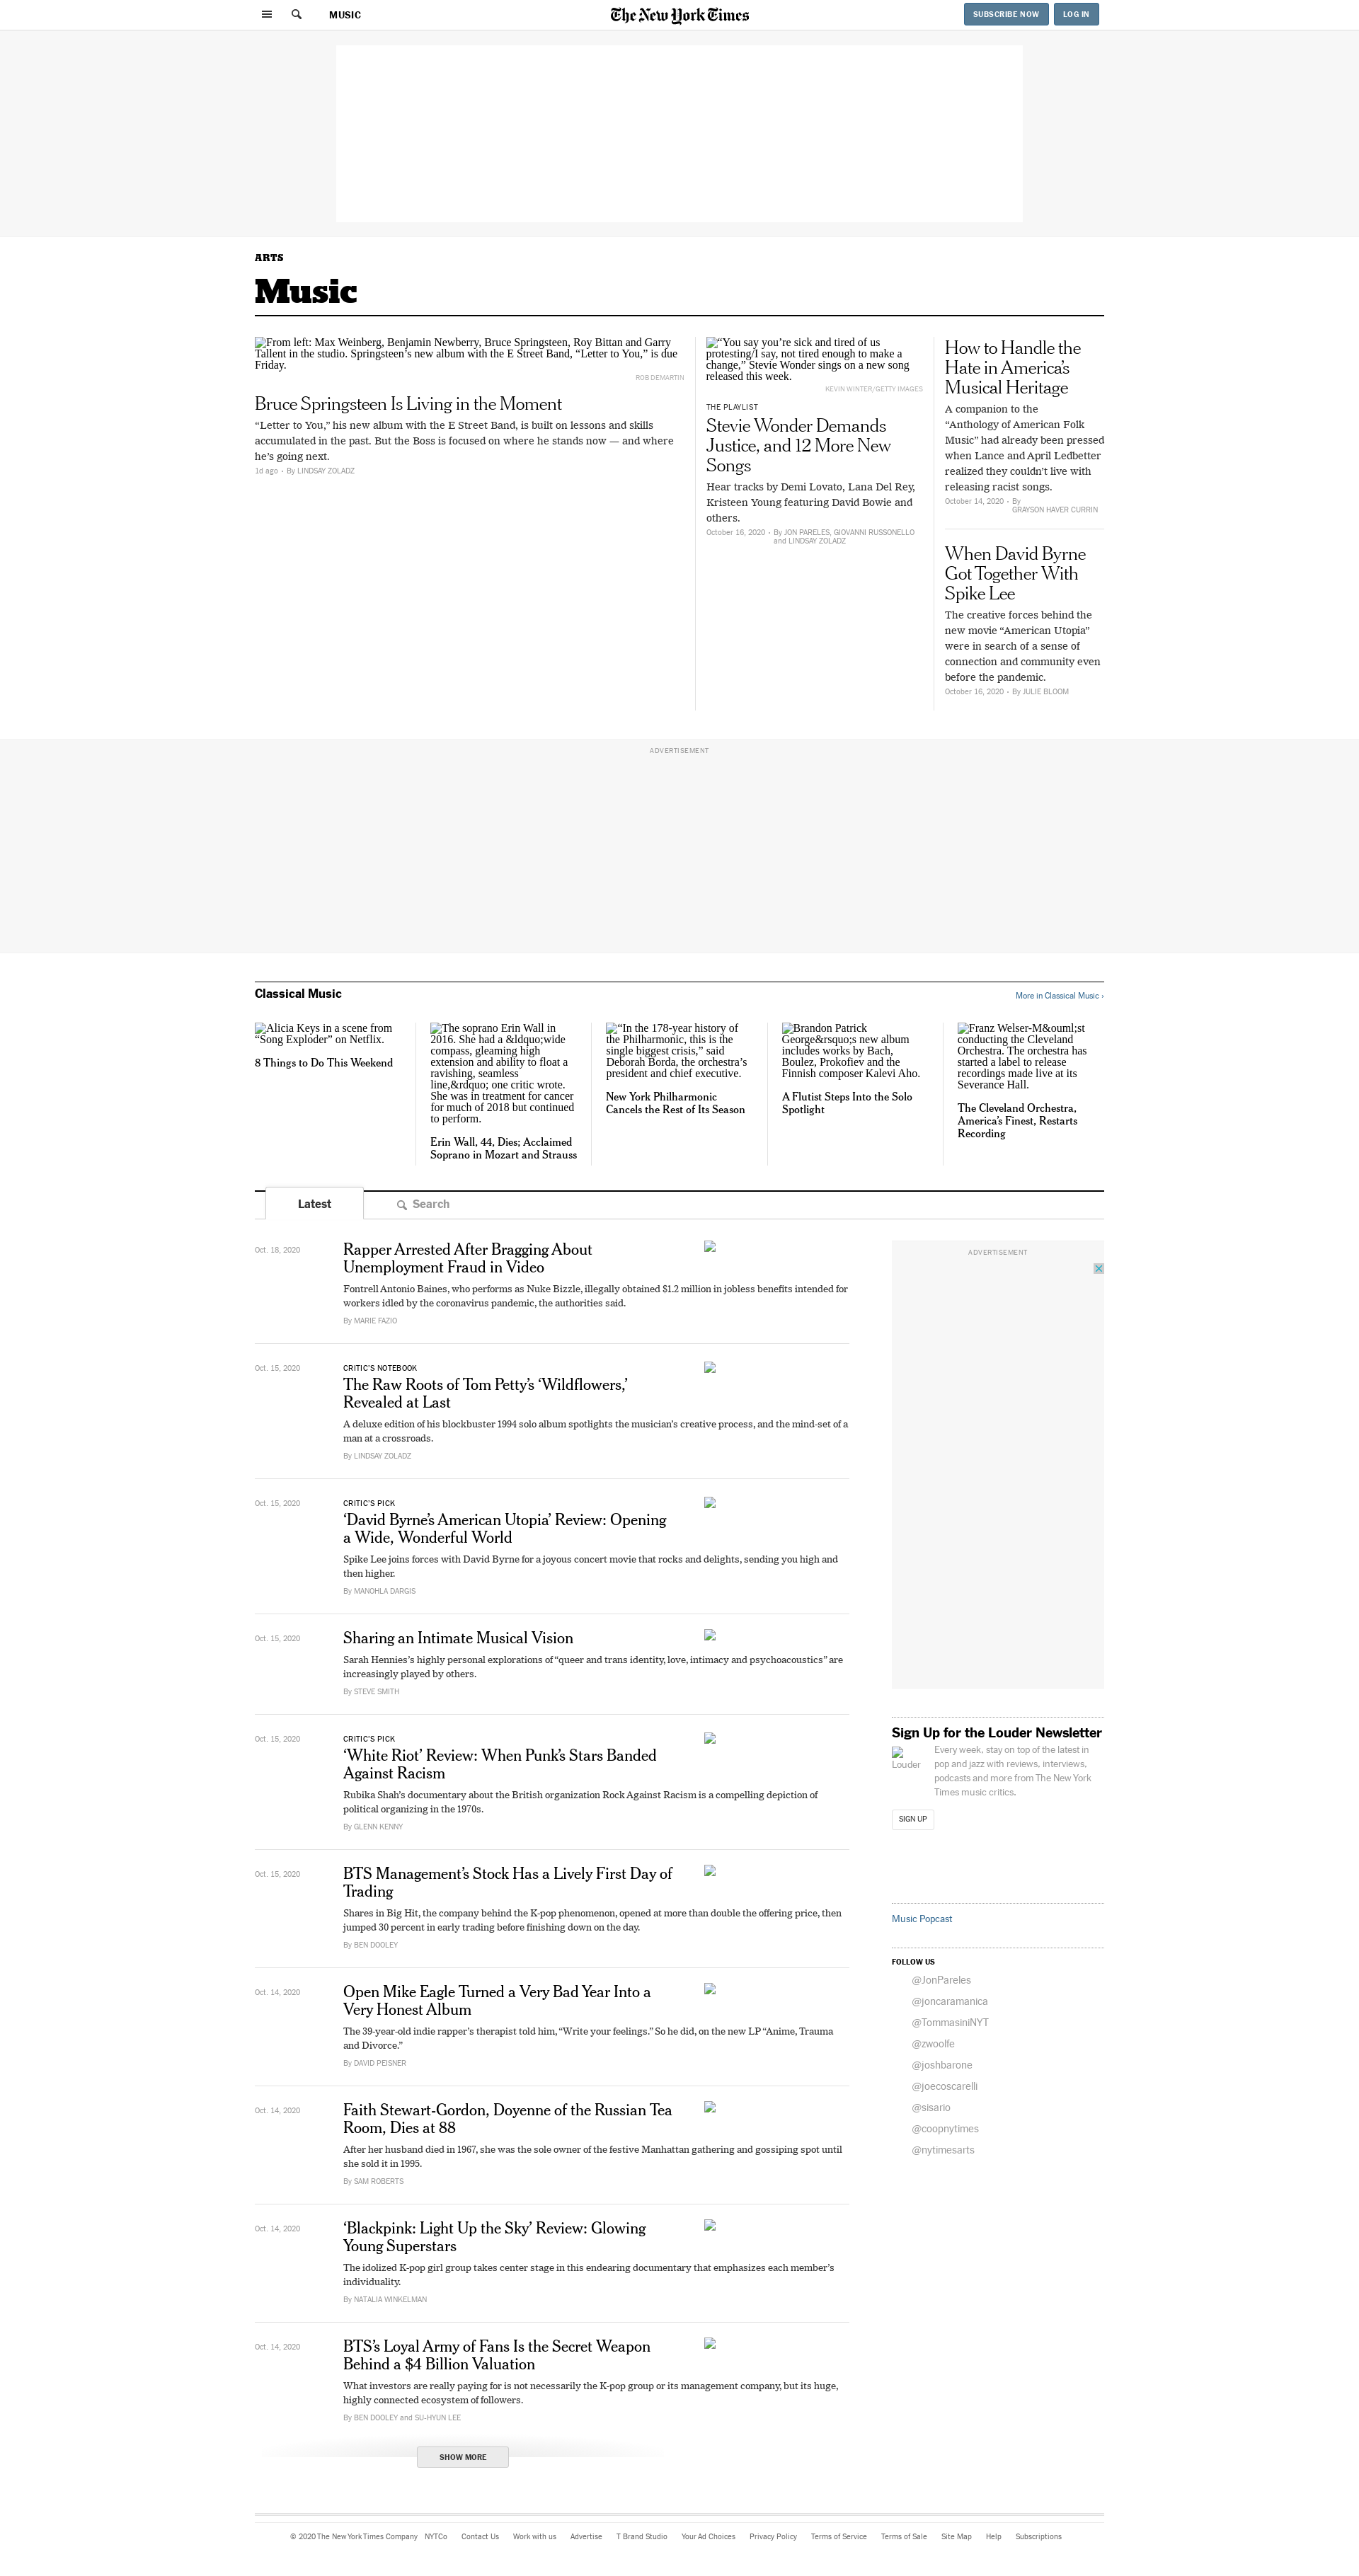 MUSIC
The New York Times
SUBSCRIBE NOW
LOG IN
ARTS
Music
From left: Max Weinberg, Benjamin Newberry, Bruce Springsteen, Roy Bittan and Garry
Tallent in the studio. Springsteen’s new album with the E Street Band, “Letter to You,” is due
Friday.
ROB DEMARTIN
Bruce Springsteen Is Living in the Moment
“Letter to You,” his new album with the E Street Band, is built on lessons and skills
accumulated in the past. But the Boss is focused on where he stands now — and where
he’s going next.
1d ago • By LINDSAY ZOLADZ
“You say you’re sick and tired of us
protesting/I say, not tired enough to make a
change,” Stevie Wonder sings on a new song
released this week.
KEVIN WINTER/GETTY IMAGES
THE PLAYLIST
Stevie Wonder Demands
Justice, and 12 More New
Songs
Hear tracks by Demi Lovato, Lana Del Rey,
Kristeen Young featuring David Bowie and
others.
October 16, 2020 • By JON PARELES, GIOVANNI RUSSONELLO
and LINDSAY ZOLADZ
How to Handle the
Hate in America’s
Musical Heritage
A companion to the
“Anthology of American Folk
Music” had already been pressed
when Lance and April Ledbetter
realized they couldn’t live with
releasing racist songs.
October 14, 2020 • By
GRAYSON HAVER CURRIN
When David Byrne
Got Together With
Spike Lee
The creative forces behind the
new movie “American Utopia”
were in search of a sense of
connection and community even
before the pandemic.
October 16, 2020 • By JULIE BLOOM
ADVERTISEMENT
Classical Music
More in Classical Music ›
Alicia Keys in a scene from
“Song Exploder” on Netflix.
8 Things to Do This Weekend
The soprano Erin Wall in
2016. She had a &ldquo;wide
compass, gleaming high
extension and ability to float a
ravishing, seamless
line,&rdquo; one critic wrote.
She was in treatment for cancer
for much of 2018 but continued
to perform.
Erin Wall, 44, Dies; Acclaimed
Soprano in Mozart and Strauss
“In the 178-year history of
the Philharmonic, this is the
single biggest crisis,” said
Deborah Borda, the orchestra’s
president and chief executive.
New York Philharmonic
Cancels the Rest of Its Season
Brandon Patrick
George&rsquo;s new album
includes works by Bach,
Boulez, Prokofiev and the
Finnish composer Kalevi Aho.
A Flutist Steps Into the Solo
Spotlight
Franz Welser-M&ouml;st
conducting the Cleveland
Orchestra. The orchestra has
started a label to release
recordings made live at its
Severance Hall.
The Cleveland Orchestra,
America’s Finest, Restarts
Recording
Latest
Search
Oct. 18, 2020
Rapper Arrested After Bragging About
Unemployment Fraud in Video
Fontrell Antonio Baines, who performs as Nuke Bizzle, illegally obtained $1.2 million in jobless benefits intended for
workers idled by the coronavirus pandemic, the authorities said.
By MARIE FAZIO
Oct. 15, 2020
CRITIC’S NOTEBOOK
The Raw Roots of Tom Petty’s ‘Wildflowers,’
Revealed at Last
A deluxe edition of his blockbuster 1994 solo album spotlights the musician’s creative process, and the mind-set of a
man at a crossroads.
By LINDSAY ZOLADZ
Oct. 15, 2020
CRITIC’S PICK
‘David Byrne’s American Utopia’ Review: Opening
a Wide, Wonderful World
Spike Lee joins forces with David Byrne for a joyous concert movie that rocks and delights, sending you high and
then higher.
By MANOHLA DARGIS
Oct. 15, 2020
Sharing an Intimate Musical Vision
Sarah Hennies’s highly personal explorations of “queer and trans identity, love, intimacy and psychoacoustics” are
increasingly played by others.
By STEVE SMITH
Oct. 15, 2020
CRITIC’S PICK
‘White Riot’ Review: When Punk’s Stars Banded
Against Racism
Rubika Shah’s documentary about the British organization Rock Against Racism is a compelling depiction of
political organizing in the 1970s.
By GLENN KENNY
Oct. 15, 2020
BTS Management’s Stock Has a Lively First Day of
Trading
Shares in Big Hit, the company behind the K-pop phenomenon, opened at more than double the offering price, then
jumped 30 percent in early trading before finishing down on the day.
By BEN DOOLEY
Oct. 14, 2020
Open Mike Eagle Turned a Very Bad Year Into a
Very Honest Album
The 39-year-old indie rapper’s therapist told him, “Write your feelings.” So he did, on the new LP “Anime, Trauma
and Divorce.”
By DAVID PEISNER
Oct. 14, 2020
Faith Stewart-Gordon, Doyenne of the Russian Tea
Room, Dies at 88
After her husband died in 1967, she was the sole owner of the festive Manhattan gathering and gossiping spot until
she sold it in 1995.
By SAM ROBERTS
Oct. 14, 2020
‘Blackpink: Light Up the Sky’ Review: Glowing
Young Superstars
The idolized K-pop girl group takes center stage in this endearing documentary that emphasizes each member’s
individuality.
By NATALIA WINKELMAN
Oct. 14, 2020
BTS’s Loyal Army of Fans Is the Secret Weapon
Behind a $4 Billion Valuation
What investors are really paying for is not necessarily the K-pop group or its management company, but its huge,
highly connected ecosystem of followers.
By BEN DOOLEY and SU-HYUN LEE
SHOW MORE
ADVERTISEMENT
Sign Up for the Louder Newsletter
Louder
Every week, stay on top of the latest in
pop and jazz with reviews, interviews,
podcasts and more from The New York
Times music critics.
SIGN UP
Music Popcast
FOLLOW US
@JonPareles
@joncaramanica
@TommasiniNYT
@zwoolfe
@joshbarone
@joecoscarelli
@sisario
@coopnytimes
@nytimesarts
© 2020 The New York Times Company NYTCo Contact Us Work with us Advertise T Brand Studio Your Ad Choices Privacy Policy Terms of Service Terms of Sale Site Map Help Subscriptions